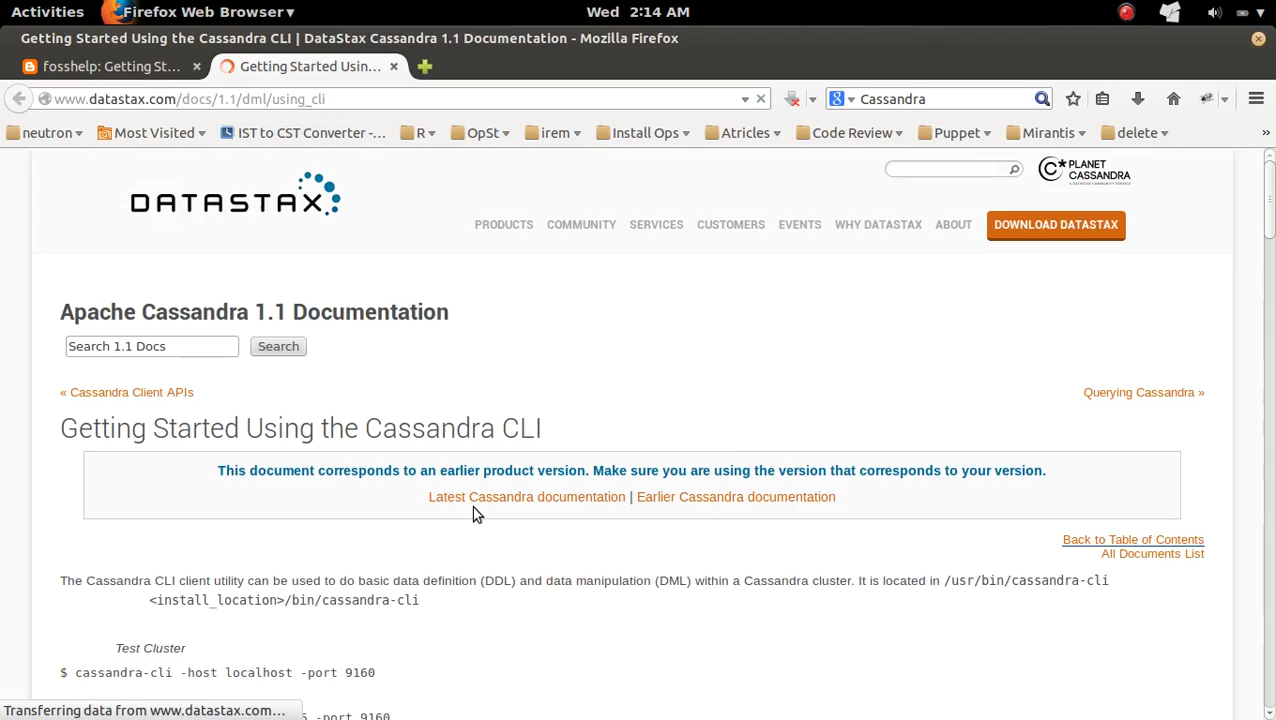 Activities Firefox Web Browser Wed 2:14 AM
Getting Started Using the Cassandra CLI | DataStax Cassandra 1.1 Documentation - Mozilla Firefox
fosshelp: Getting St... Getting Started Usin...
www.datastax.com/docs/1.1/dml/using_cli Cassandra
neutron Most Visited IST to CST Converter -... R OpSt irem Install Ops Atricles Code Review Puppet Mirantis delete »
DATASTAX
C* PLANET CASSANDRA
PRODUCTS COMMUNITY SERVICES CUSTOMERS EVENTS WHY DATASTAX ABOUT DOWNLOAD DATASTAX
Apache Cassandra 1.1 Documentation
Search 1.1 Docs Search
« Cassandra Client APIs Querying Cassandra »
Getting Started Using the Cassandra CLI
This document corresponds to an earlier product version. Make sure you are using the version that corresponds to your version.
Latest Cassandra documentation | Earlier Cassandra documentation
Back to Table of Contents
All Documents List
The Cassandra CLI client utility can be used to do basic data definition (DDL) and data manipulation (DML) within a Cassandra cluster. It is located in /usr/bin/cassandra-cli
<install_location>/bin/cassandra-cli
Test Cluster
$ cassandra-cli -host localhost -port 9160
-port 9160
Transferring data from www.datastax.com...